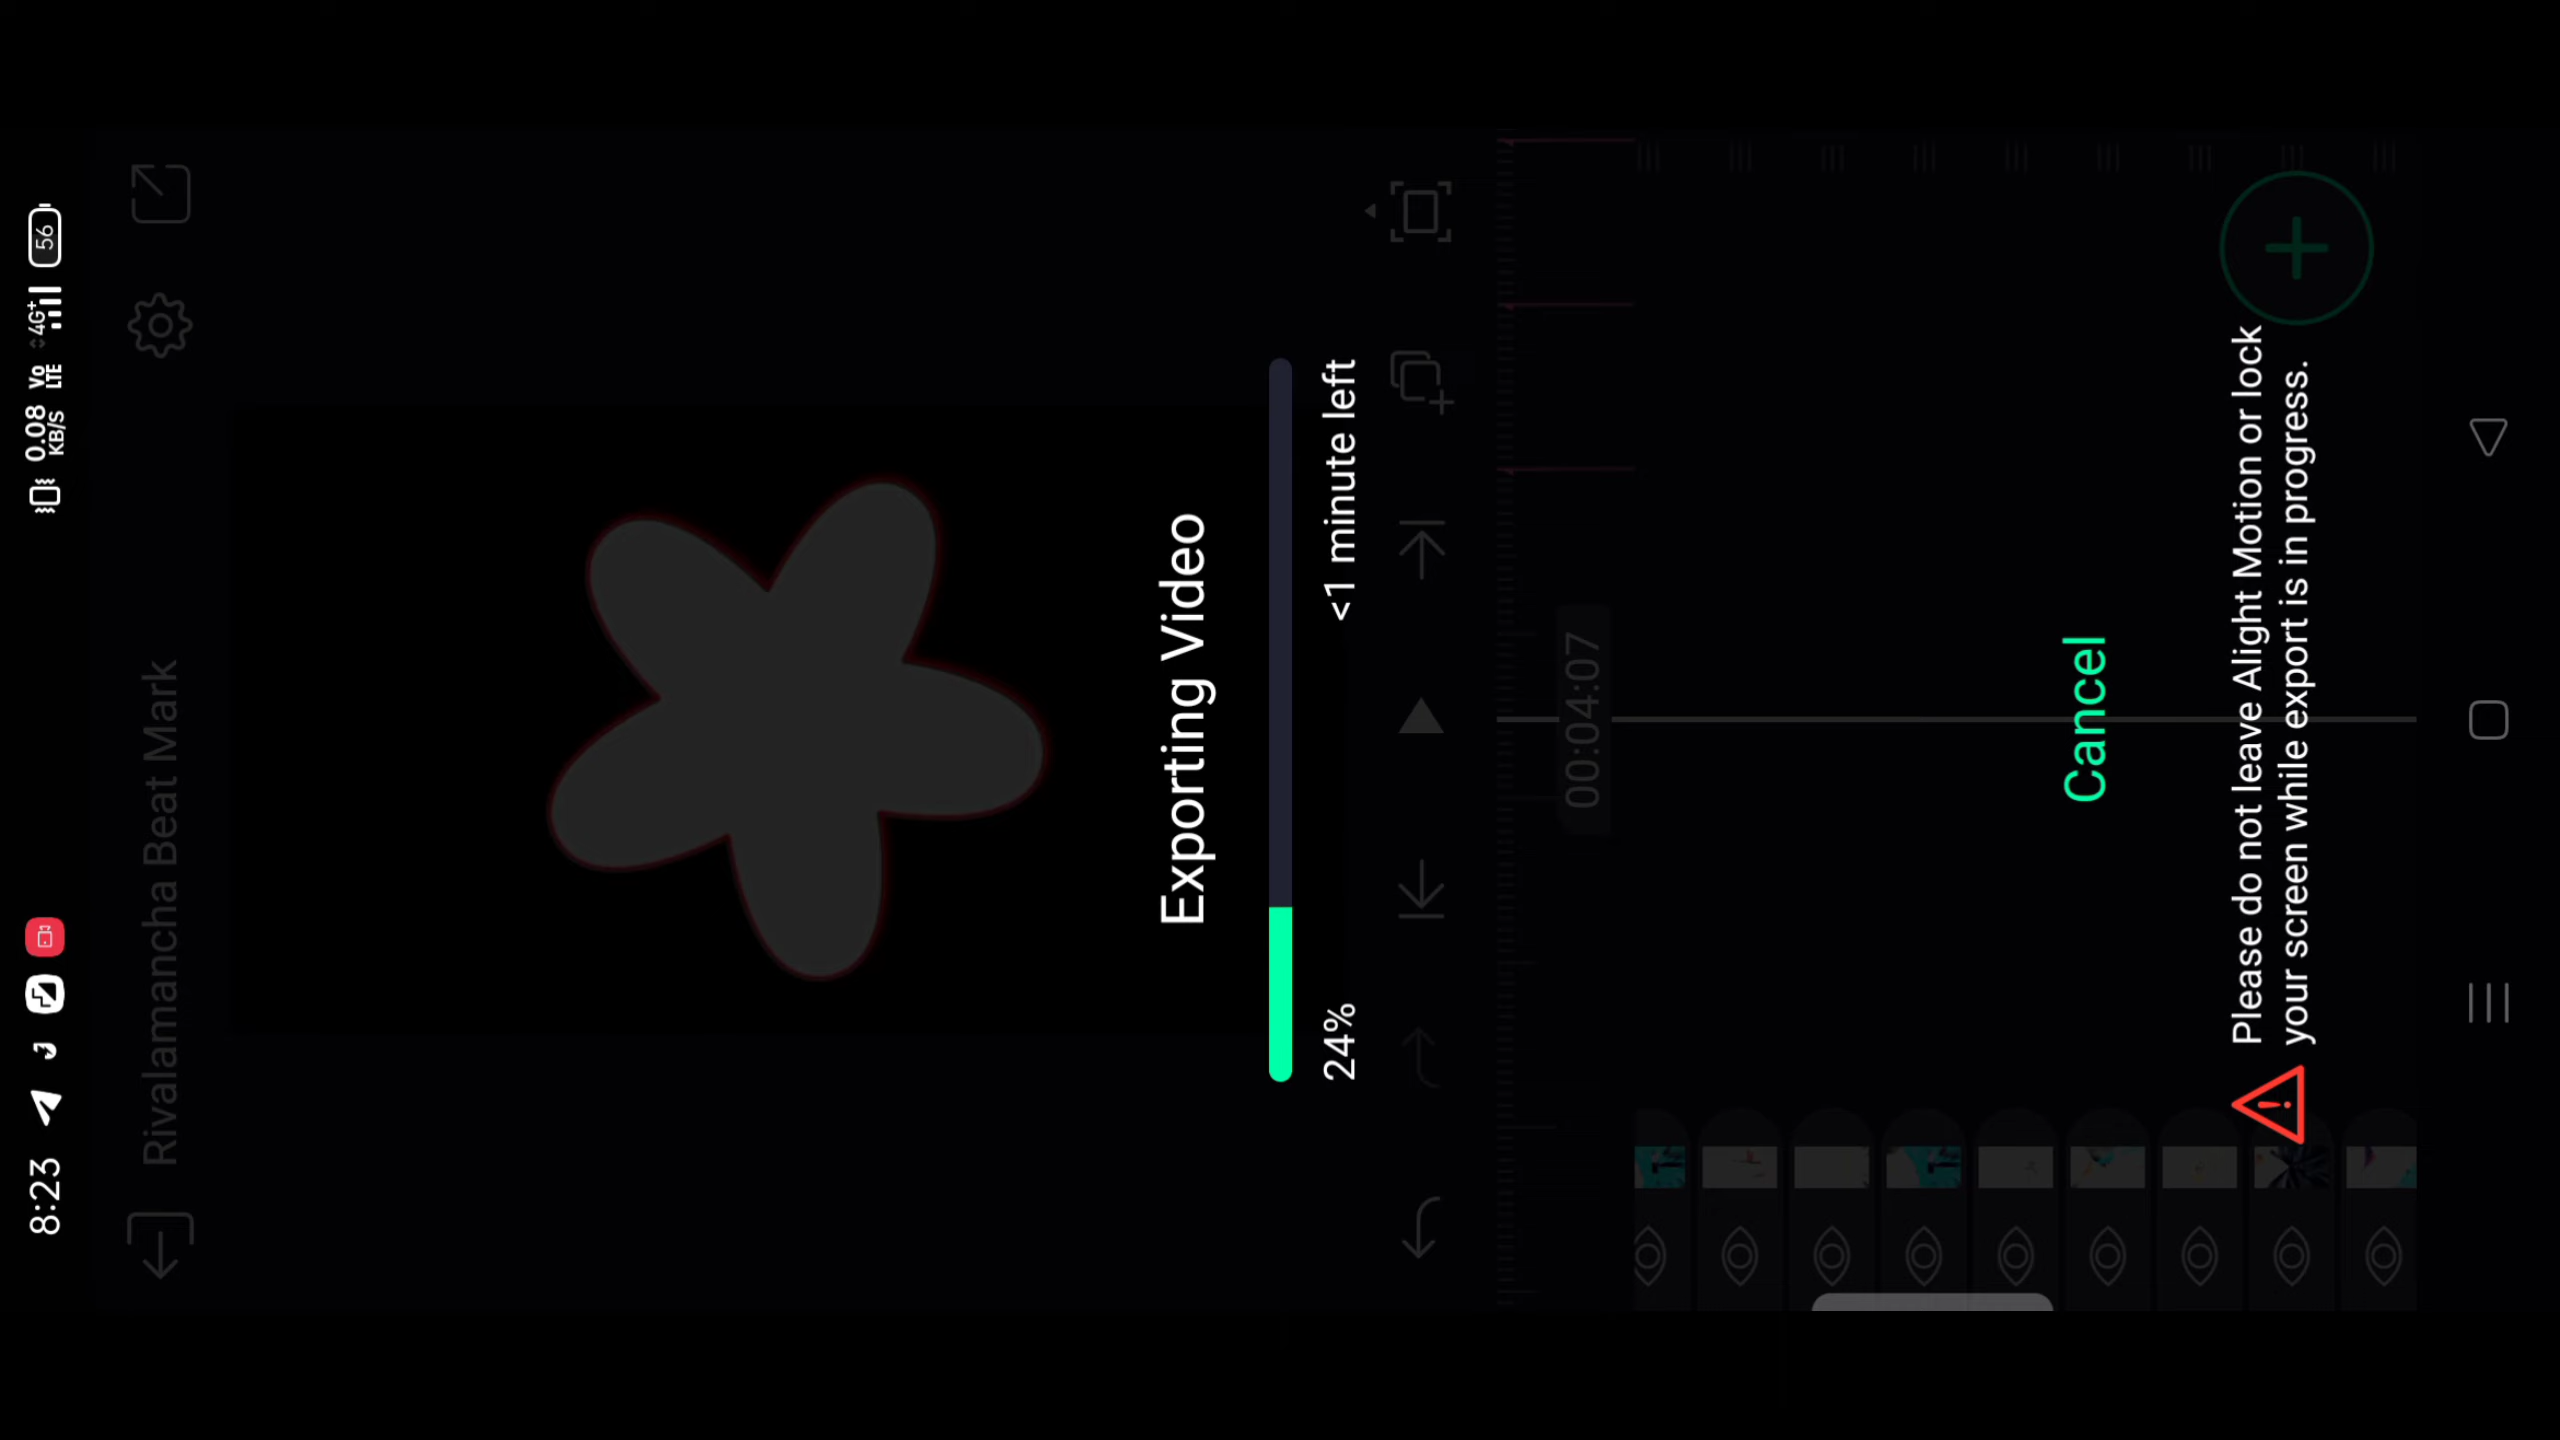 8:23
0.08 KB/S
Vo LTE
4G+
56
Rivalamancha Beat Mark
Exporting Video
24%
<1 minute left
00:04:07
Cancel
Please do not leave Alight Motion or lock
your screen while export is in progress.